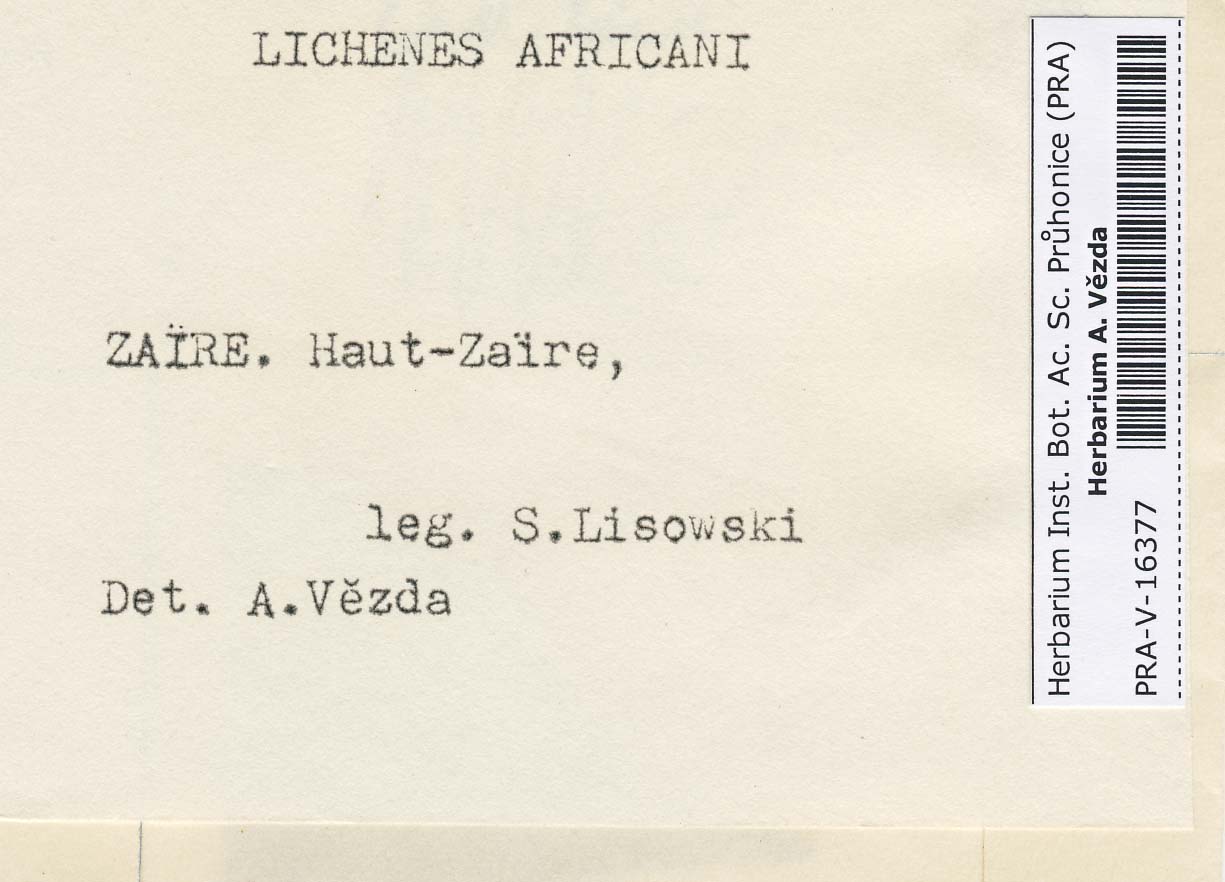 LICHENES AFRICANI
ZAÏRE. Haut-Zaïre,
leg. S.Lisowski
Det. A.Vězda
Herbarium Inst. Bot. Ac. Sc. Průhonice (PRA)
Herbarium A. Vězda
PRA-V-16377